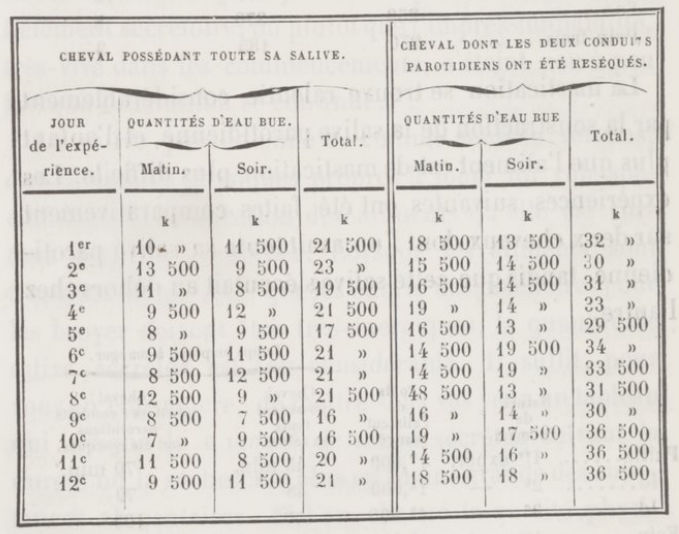 CHEVAL POSSÉDANT TOUTE SA SALIVE. CHEVAL DONT LES DEUX CONDUITS
PAROTIDIENS ONT ÉTÉ RESÉQUÉS.
JOUR de l'expérience. QUANTITÉS D'EAU BUE. Total. QUANTITÉS D'EAU BUE Total.
Matin. Soir. Matin. Soir.
k k k k k k
1er 10 » 11 500 21 500 18 500 13 500 32 »
2e 13 500 9 500 23 » 15 500 14 500 30 »
3e 11 » 8 500 19 500 16 500 14 500 31 »
4e 9 500 12 » 21 500 19 » 14 » 33 »
5e 8 » 9 500 17 500 16 500 13 » 29 500
6e 9 500 11 500 21 » 14 500 19 500 34 »
7e 8 500 12 500 21 » 14 500 19 » 33 500
8e 12 500 9 » 21 500 48 500 13 » 31 500
9e 8 500 7 500 16 » 16 » 14 » 30 »
10e 7 » 9 500 16 500 19 » 17 500 36 500
11e 11 500 8 500 20 » 14 500 16 » 36 500
12e 9 500 11 500 21 » 18 500 18 » 36 500